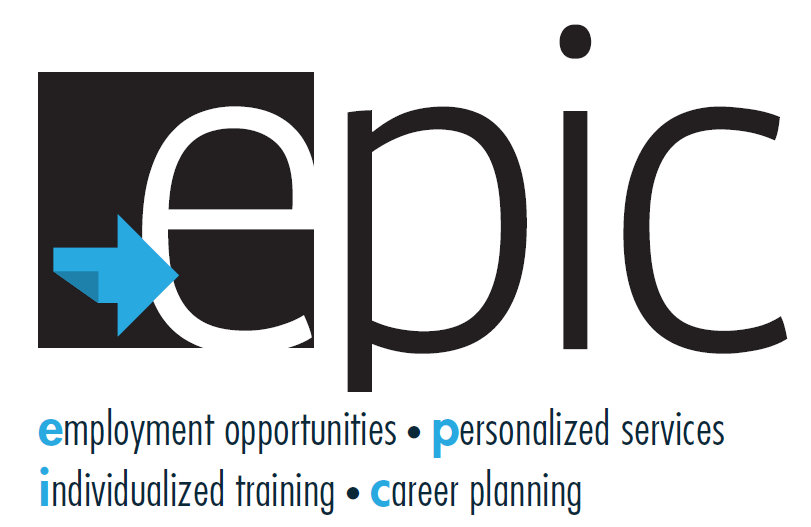 epic
employment opportunities • personalized services
individualized training • career planning